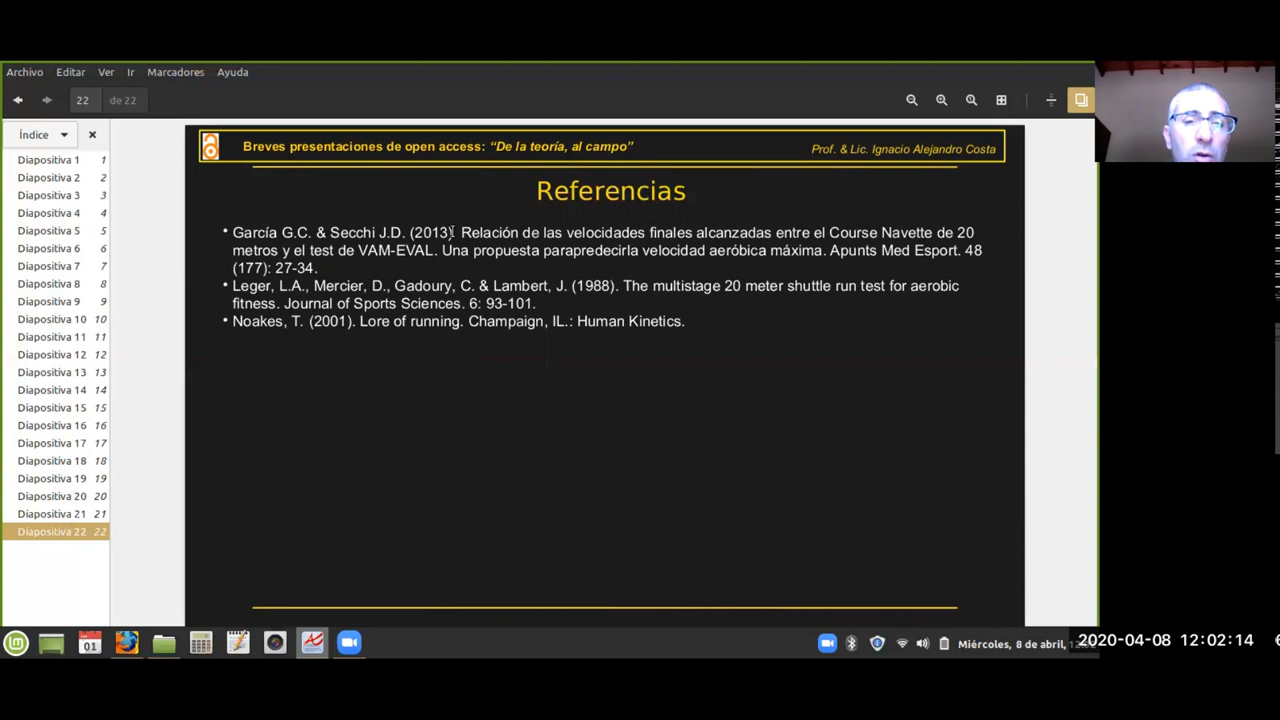 Archivo Editar Ver Ir Marcadores Ayuda
22 de 22
Índice
Diapositiva 1 1
Diapositiva 2 2
Diapositiva 3 3
Diapositiva 4 4
Diapositiva 5 5
Diapositiva 6 6
Diapositiva 7 7
Diapositiva 8 8
Diapositiva 9 9
Diapositiva 10 10
Diapositiva 11 11
Diapositiva 12 12
Diapositiva 13 13
Diapositiva 14 14
Diapositiva 15 15
Diapositiva 16 16
Diapositiva 17 17
Diapositiva 18 18
Diapositiva 19 19
Diapositiva 20 20
Diapositiva 21 21
Diapositiva 22 22
Breves presentaciones de open access: “De la teoría, al campo”
Prof. & Lic. Ignacio Alejandro Costa
Referencias
• García G.C. & Secchi J.D. (2013). Relación de las velocidades finales alcanzadas entre el Course Navette de 20
metros y el test de VAM-EVAL. Una propuesta parapredecirla velocidad aeróbica máxima. Apunts Med Esport. 48
(177): 27-34.
• Leger, L.A., Mercier, D., Gadoury, C. & Lambert, J. (1988). The multistage 20 meter shuttle run test for aerobic
fitness. Journal of Sports Sciences. 6: 93-101.
• Noakes, T. (2001). Lore of running. Champaign, IL.: Human Kinetics.
01
Miércoles, 8 de abril,
2020-04-08 12:02:14